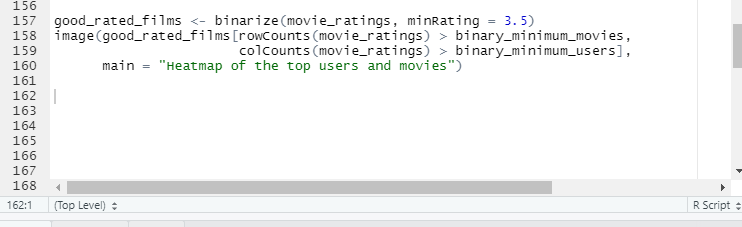 156
157 good_rated_films <- binarize(movie_ratings, minRating = 3.5)
158 image(good_rated_films[rowCounts(movie_ratings) > binary_minimum_movies,
159                        colCounts(movie_ratings) > binary_minimum_users],
160       main = "Heatmap of the top users and movies")
161
162
163
164
165
166
167
168
162:1 (Top Level) R Script